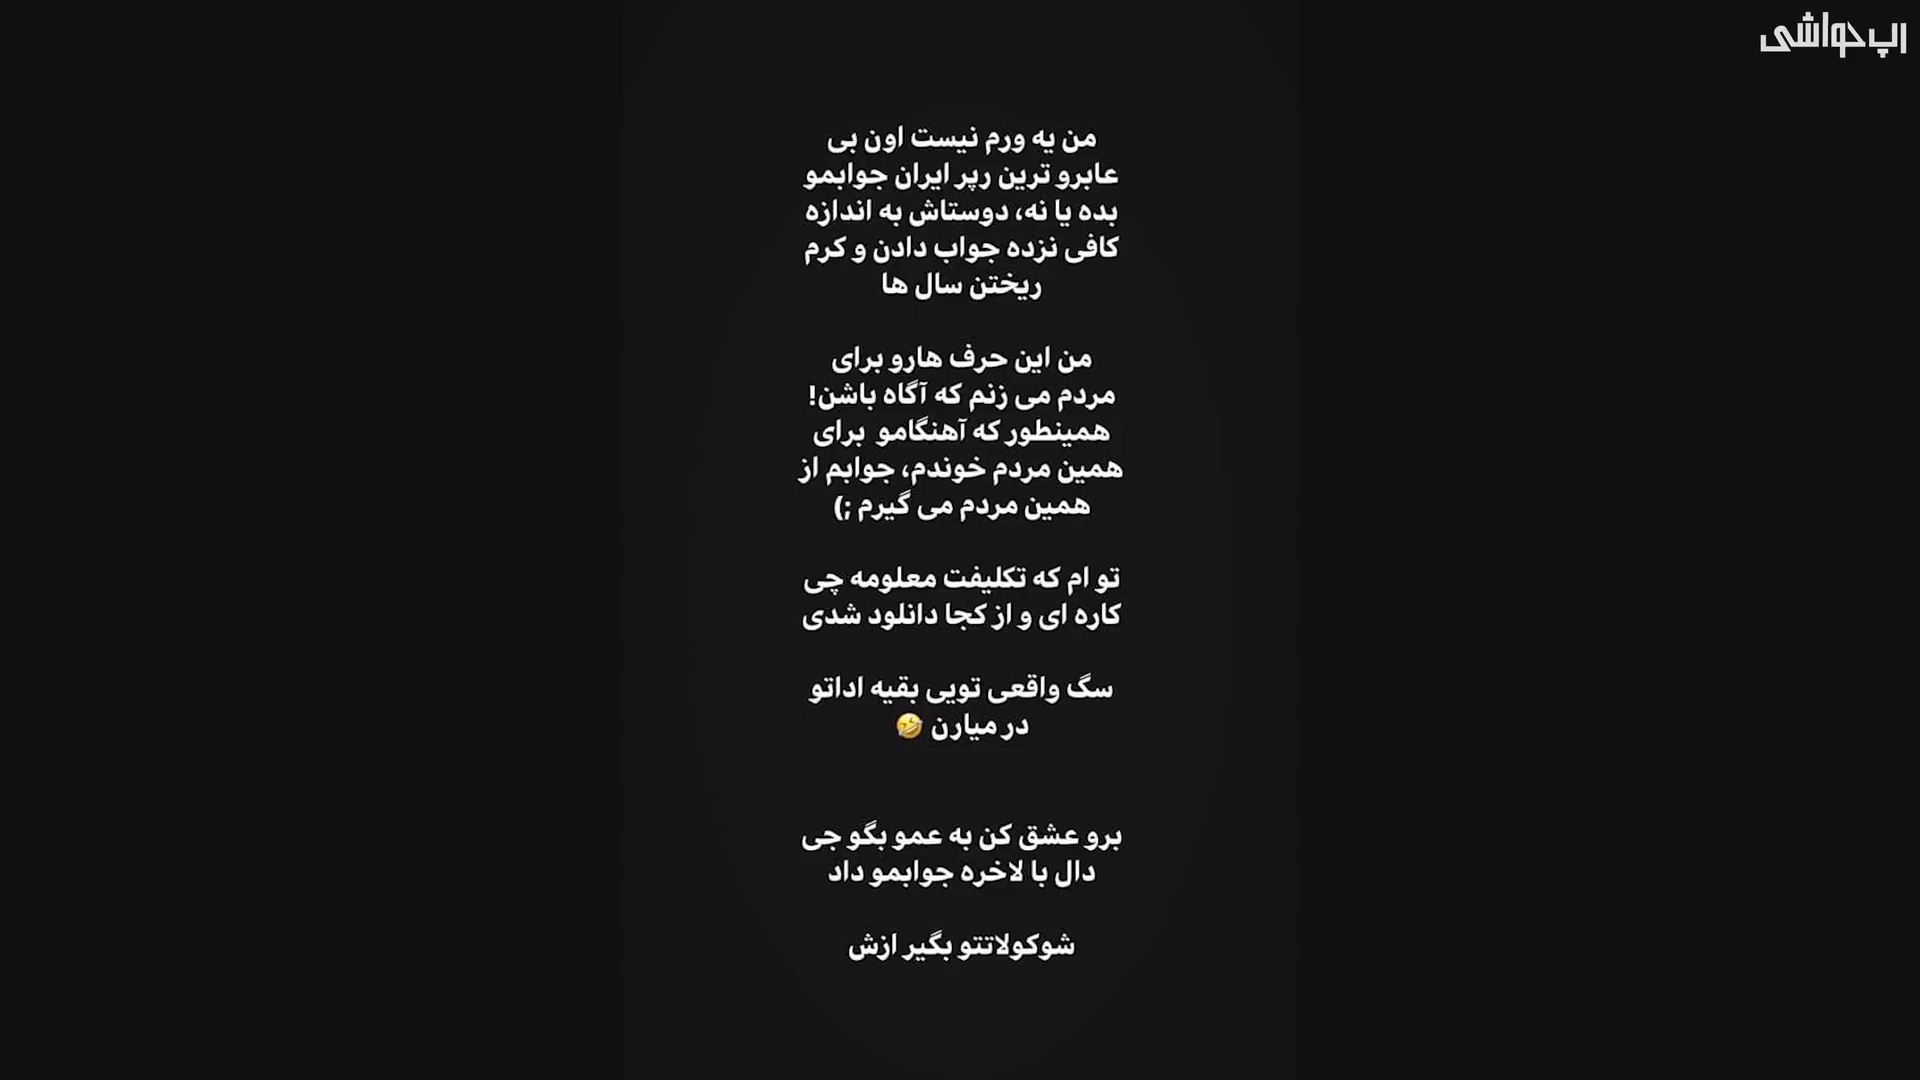 رپ‌حواشی
من یه ورم نیست اون بی
عابرو ترین رپر ایران جوابمو
بده یا نه، دوستاش به اندازه
کافی نزده جواب دادن و کرم
ریختن سال ها
من این حرف هارو برای
مردم می زنم که آگاه باشن!
همینطور که آهنگامو  برای
همین مردم خوندم، جوابم از
همین مردم می گیرم ;)
تو ام که تکلیفت معلومه چی
کاره ای و از کجا دانلود شدی
سگ واقعی تویی بقیه اداتو
در میارن 🤣
برو عشق کن به عمو بگو جی
دال با لاخره جوابمو داد
شوکولاتتو بگیر ازش